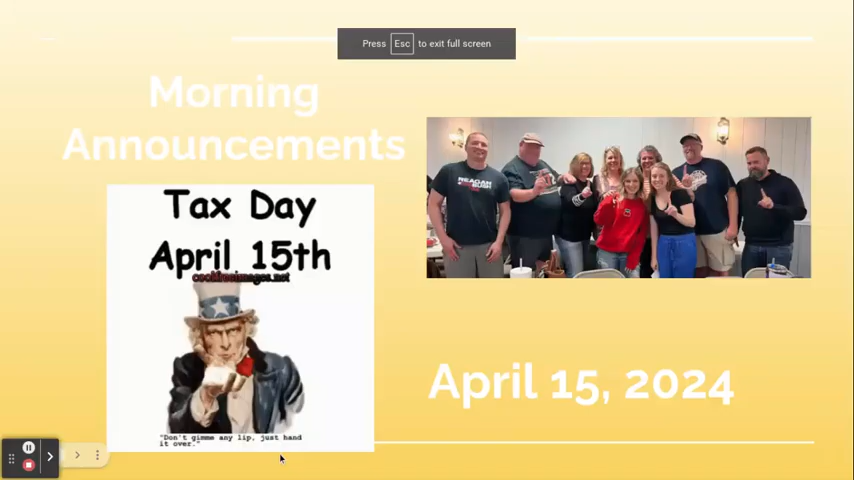 Press Esc to exit full screen
Morning
Announcements
Tax Day
April 15th
coolfreeimages.net
"Don't gimme any lip, just hand
it over."
REAGAN
BUSH
April 15, 2024